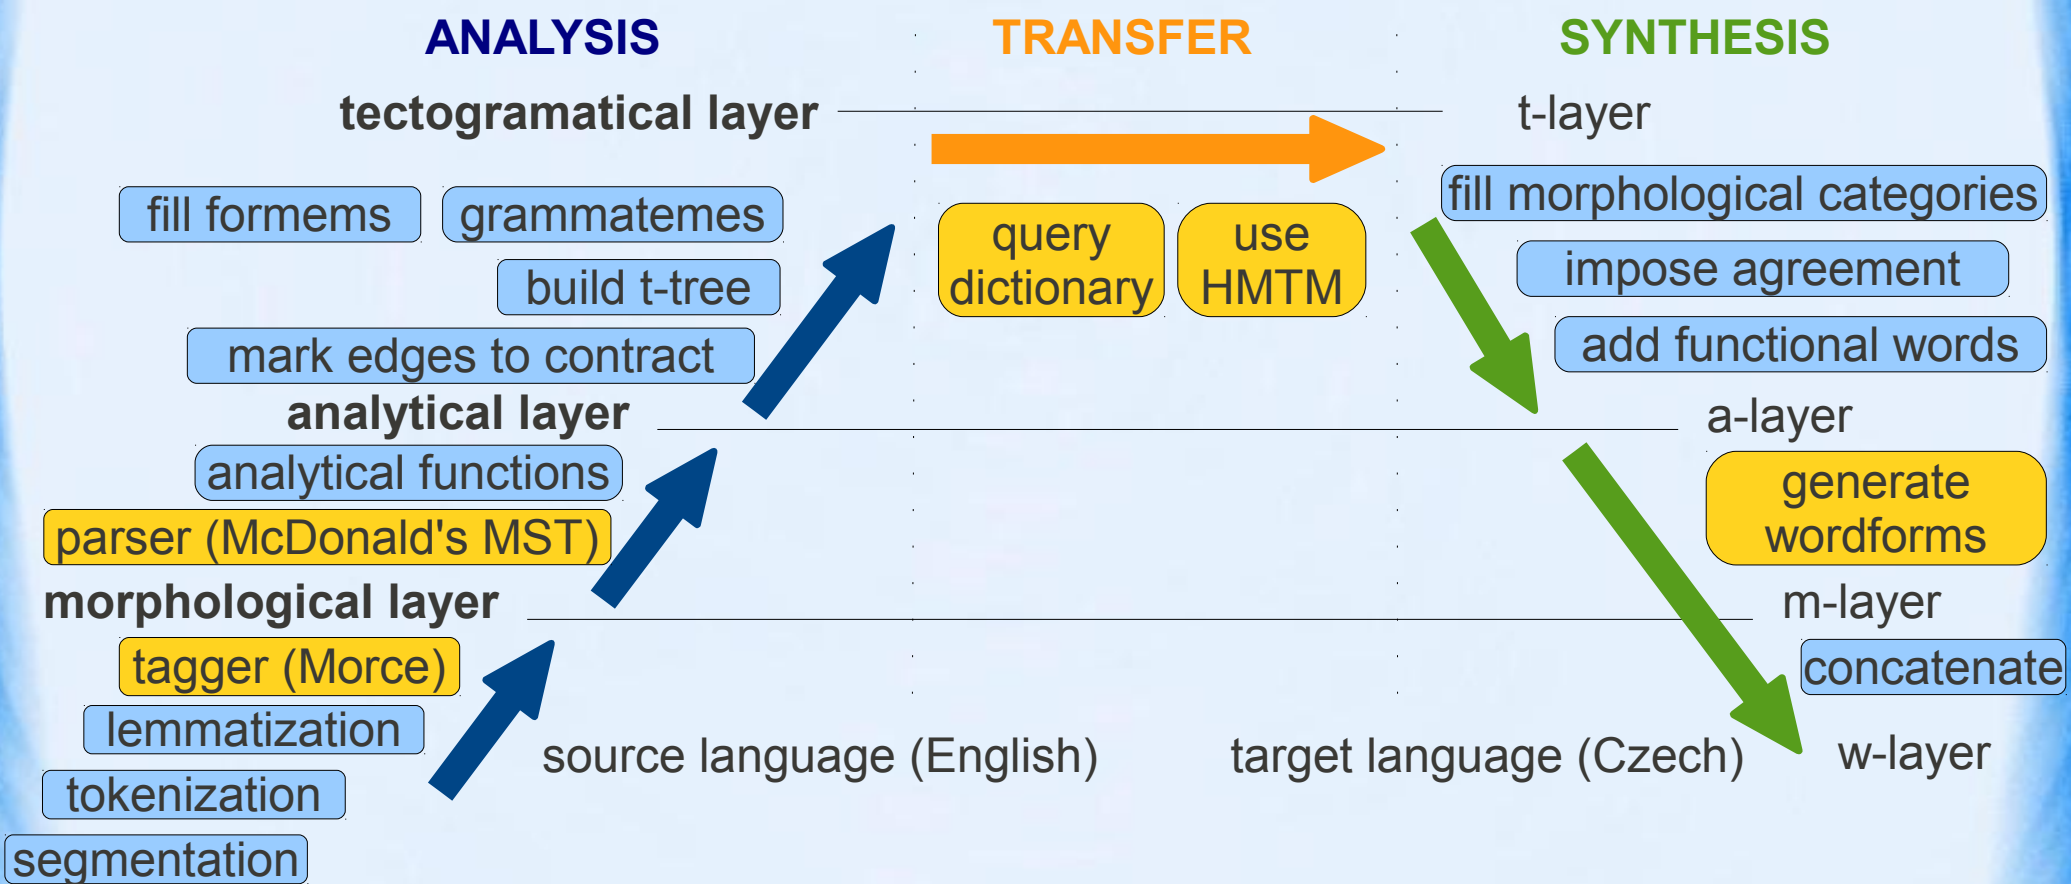 ANALYSIS TRANSFER SYNTHESIS
tectogramatical layer t-layer
fill formems grammatemes query use fill morphological categories
build t-tree dictionary HMTM impose agreement
mark edges to contract add functional words
analytical layer a-layer
analytical functions generate
parser (McDonald's MST) wordforms
morphological layer m-layer
tagger (Morce) concatenate
lemmatization source language (English) target language (Czech) w-layer
tokenization
segmentation